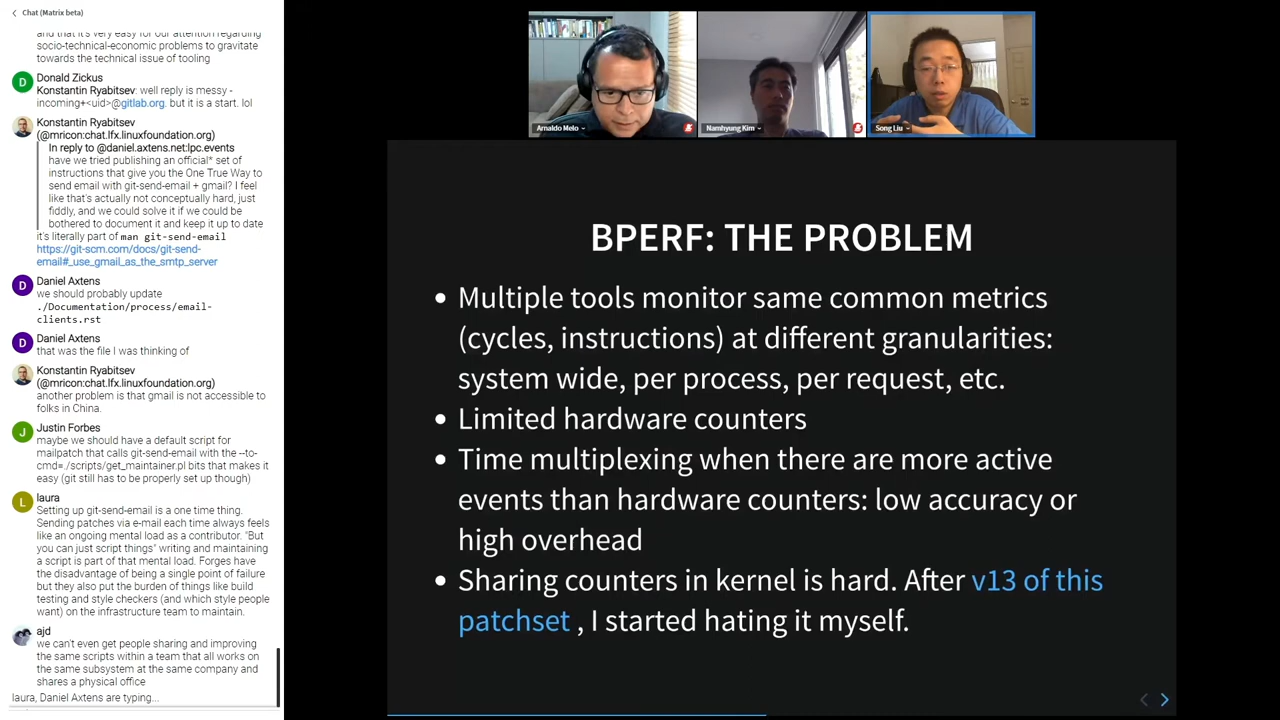 Chat (Matrix beta)
and that it's very easy for our attention regarding
socio-technical-economic problems to gravitate
towards the technical issue of tooling
D
Donald Zickus
Konstantin Ryabitsev: well reply is messy -
incoming+<uid>@gitlab.org. but it is a start. lol
Konstantin Ryabitsev
(@mricon:chat.lfx.linuxfoundation.org)
In reply to @daniel.axtens.net:lpc.events
have we tried publishing an official* set of
instructions that give you the One True Way to
send email with git-send-email + gmail? I feel
like that's actually not conceptually hard, just
fiddly, and we could solve it if we could be
bothered to document it and keep it up to date
it's literally part of man git-send-email
https://git-scm.com/docs/git-send-
email#_use_gmail_as_the_smtp_server
D
Daniel Axtens
we should probably update
./Documentation/process/email-
clients.rst
D
Daniel Axtens
that was the file I was thinking of
Konstantin Ryabitsev
(@mricon:chat.lfx.linuxfoundation.org)
another problem is that gmail is not accessible to
folks in China.
J
Justin Forbes
maybe we should have a default script for
mailpatch that calls git-send-email with the --to-
cmd=./scripts/get_maintainer.pl bits that makes it
easy (git still has to be properly set up though)
L
laura
Setting up git-send-email is a one time thing.
Sending patches via e-mail each time always feels
like an ongoing mental load as a contributor. "But
you can just script things" writing and maintaining
a script is part of that mental load. Forges have
the disadvantage of being a single point of failure
but they also put the burden of things like build
testing and style checkers (and which style people
want) on the infrastructure team to maintain.
ajd
we can't even get people sharing and improving
the same scripts within a team that all works on
the same subsystem at the same company and
shares a physical office
laura, Daniel Axtens are typing...
Arnaldo Melo
Namhyung Kim
Song Liu
BPERF: THE PROBLEM
• Multiple tools monitor same common metrics
(cycles, instructions) at different granularities:
system wide, per process, per request, etc.
• Limited hardware counters
• Time multiplexing when there are more active
events than hardware counters: low accuracy or
high overhead
• Sharing counters in kernel is hard. After v13 of this
patchset , I started hating it myself.